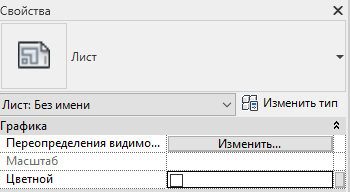 Свойства
Лист
Лист: Без имени
Изменить тип
Графика
Переопределения видимо...
Изменить...
Масштаб
Цветной